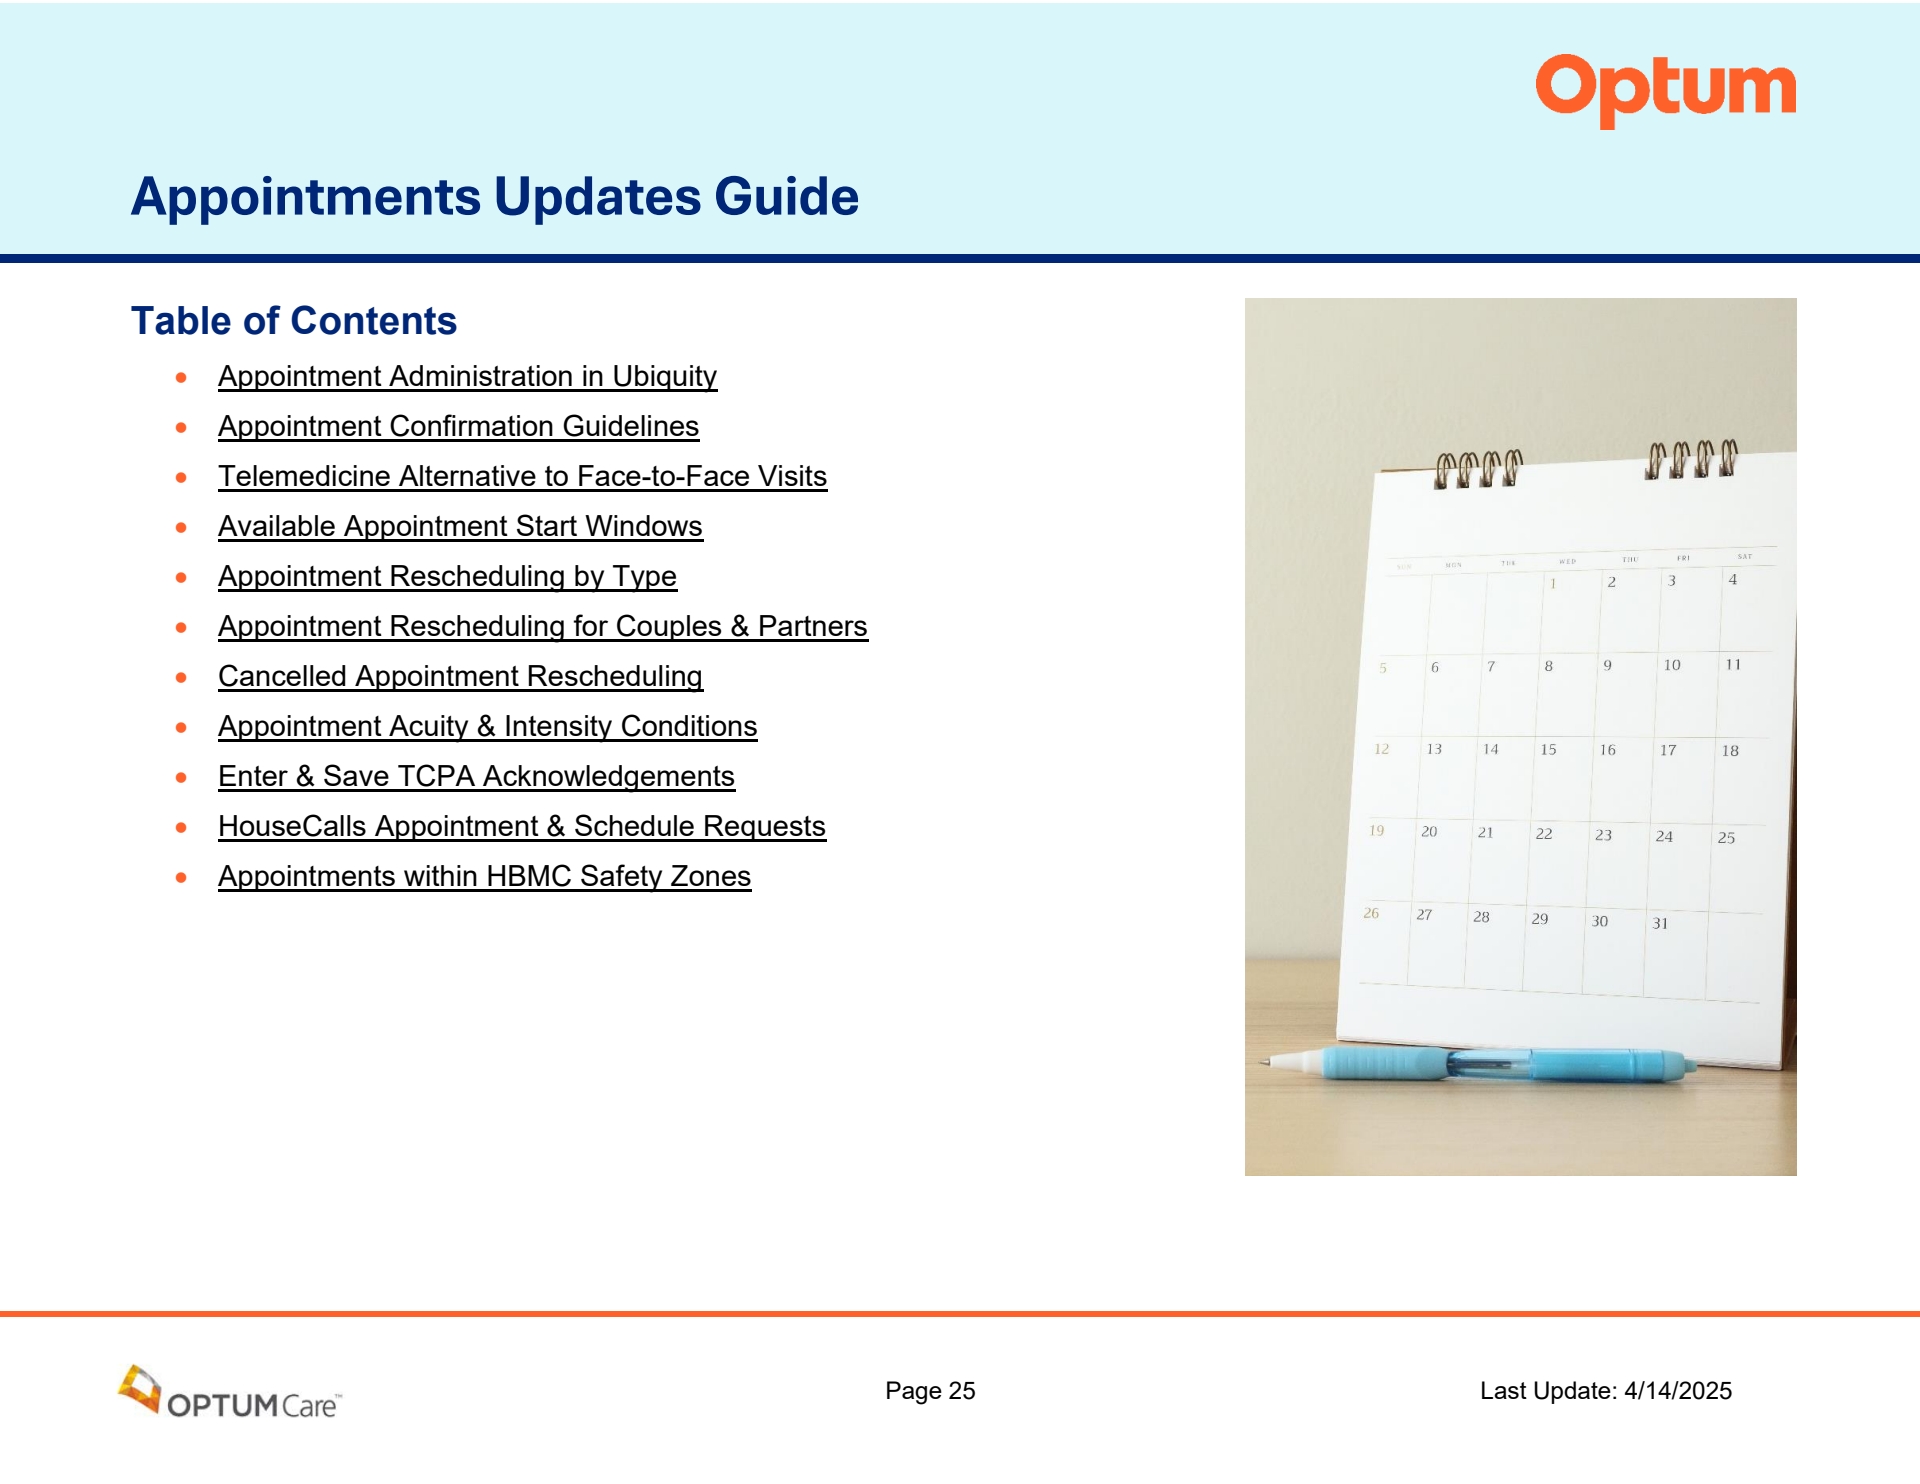 Optum
Appointments Updates Guide
Table of Contents
• Appointment Administration in Ubiquity
• Appointment Confirmation Guidelines
• Telemedicine Alternative to Face-to-Face Visits
• Available Appointment Start Windows
• Appointment Rescheduling by Type
• Appointment Rescheduling for Couples & Partners
• Cancelled Appointment Rescheduling
• Appointment Acuity & Intensity Conditions
• Enter & Save TCPA Acknowledgements
• HouseCalls Appointment & Schedule Requests
• Appointments within HBMC Safety Zones
SUN MON TUE WED THU FRI SAT
1 2 3 4
5 6 7 8 9 10 11
12 13 14 15 16 17 18
19 20 21 22 23 24 25
26 27 28 29 30 31
OPTUM Care™
Page 25
Last Update: 4/14/2025